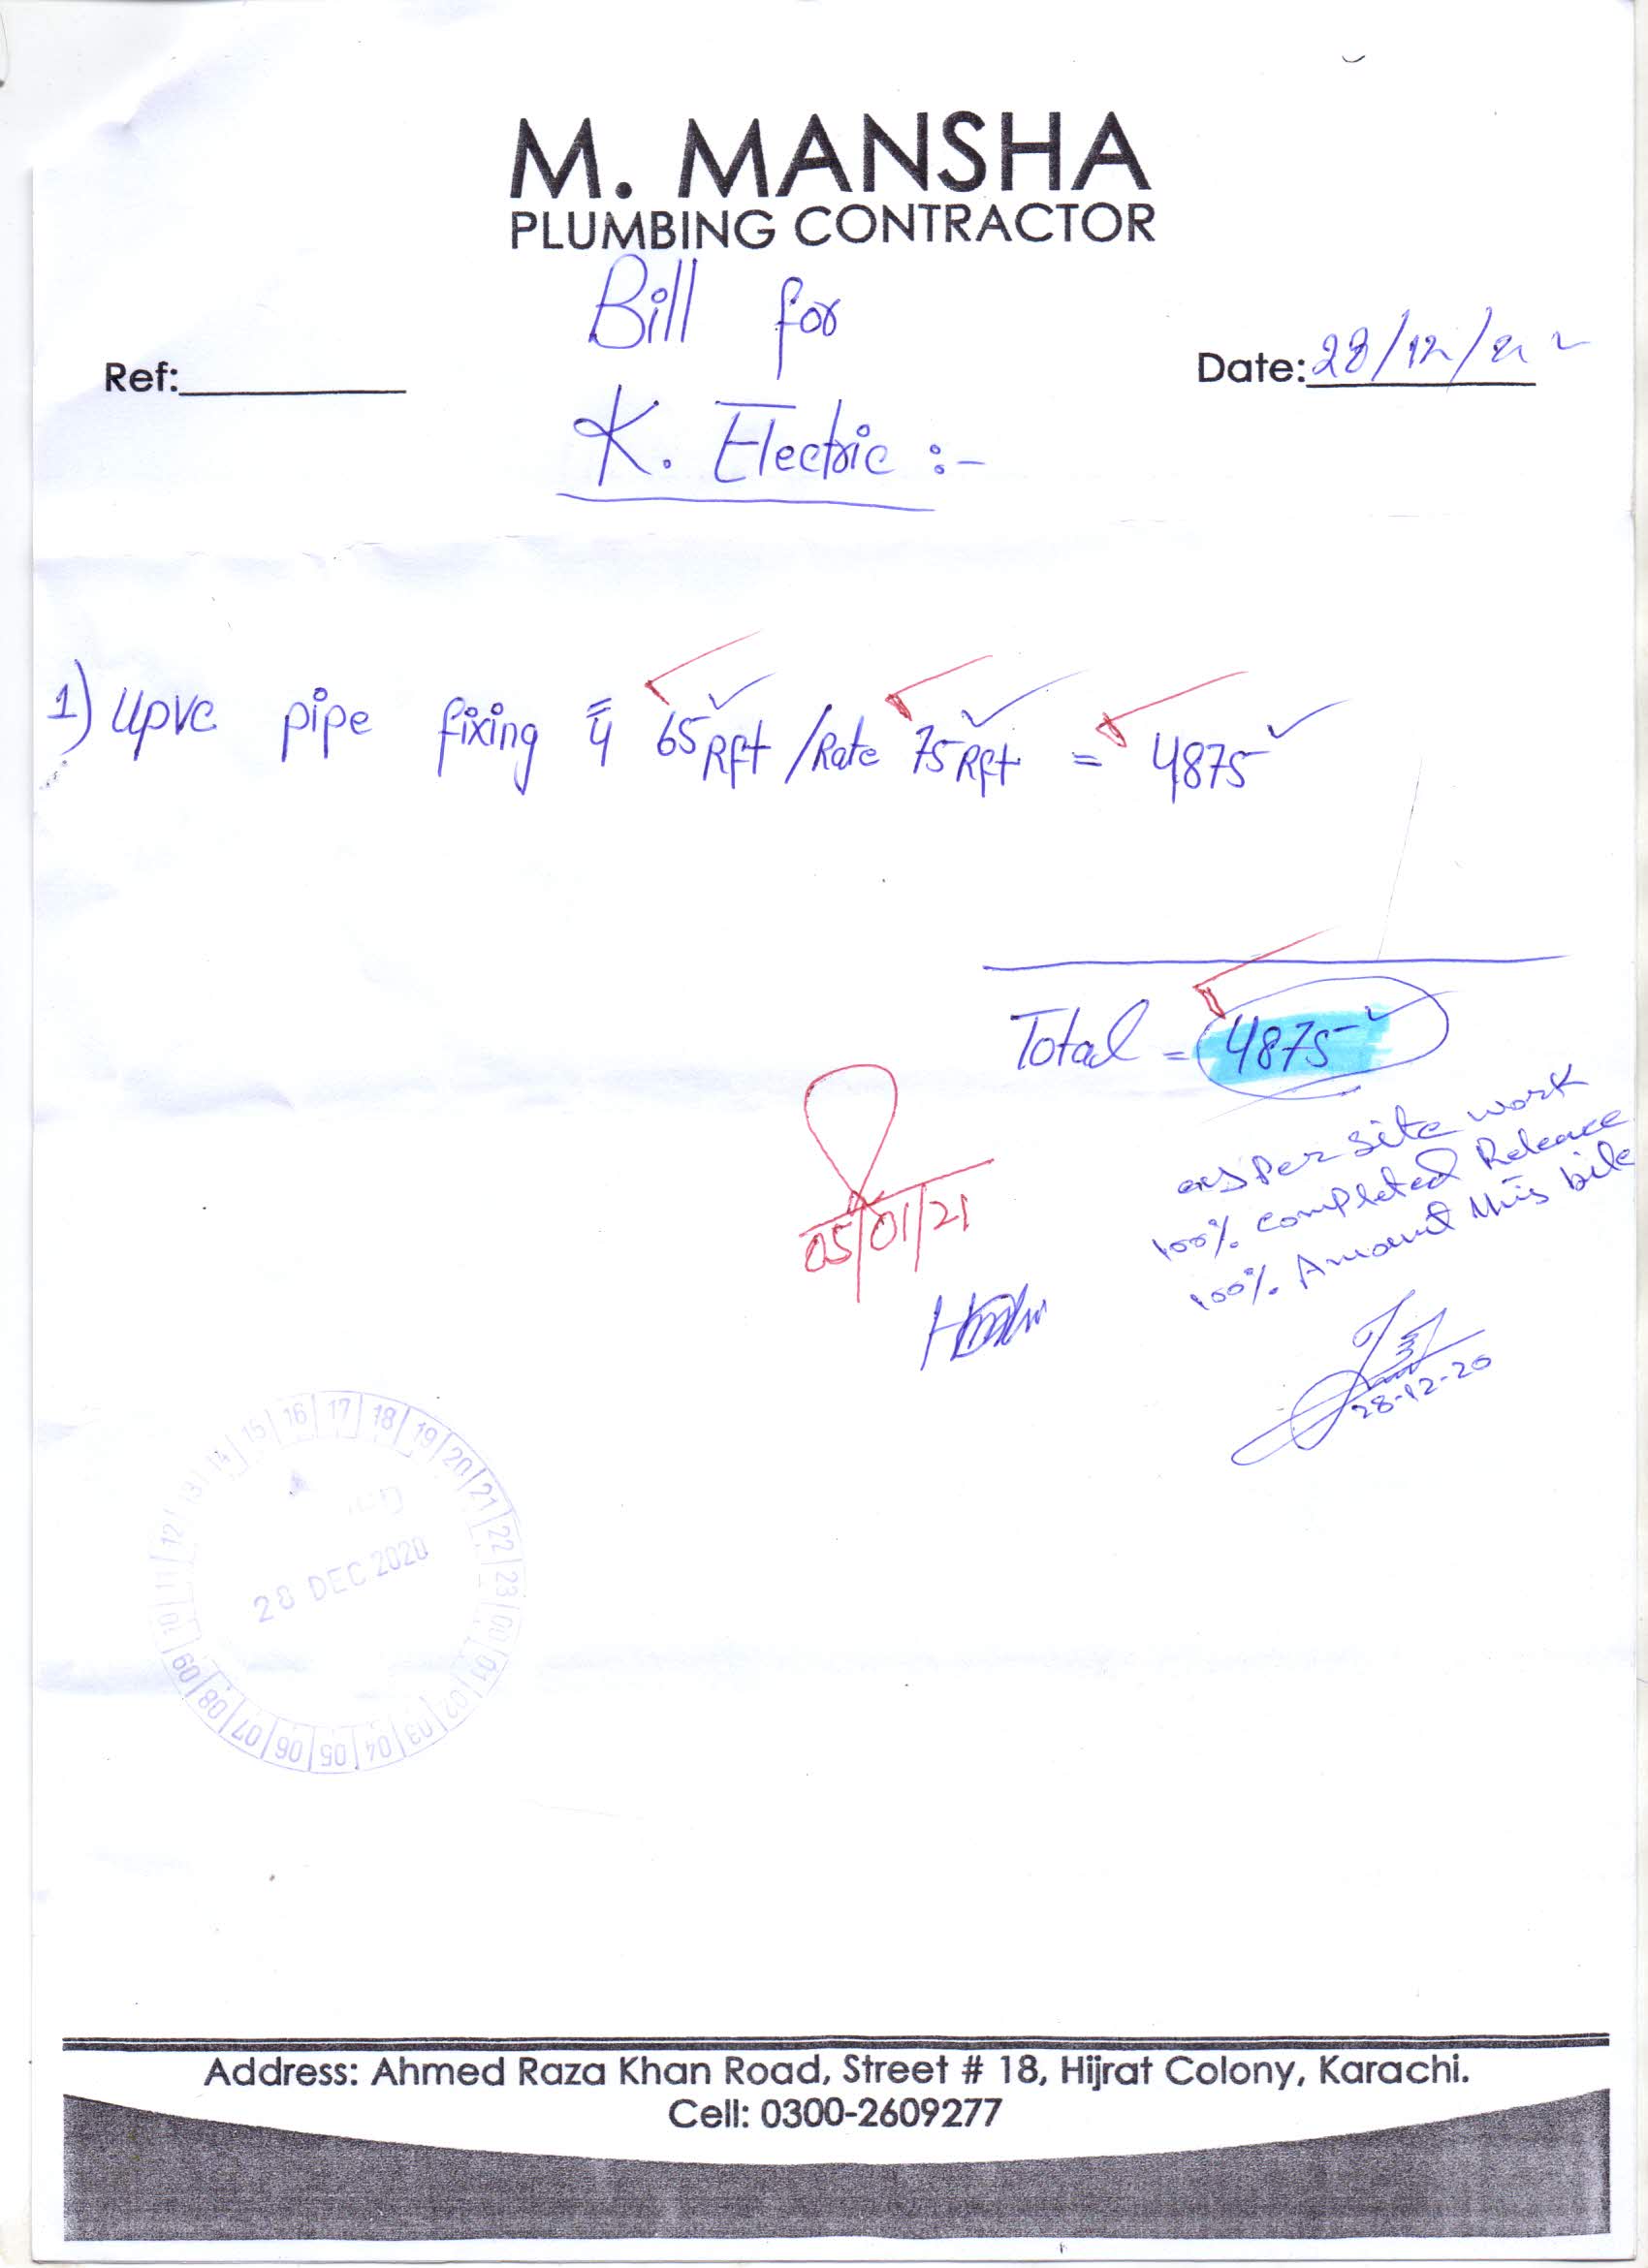 M. MANSHA
PLUMBING CONTRACTOR
Bill for
Ref:
Date: 28/12/
K. Electric :-
1) Upvc pipe fixing 4" 65 Rft / Rate 75 Rft = 4875
Total = 4875
as Per Site work
100% completed Release
100% Amount this bile
28-12-20
05/01/21
15 16 17 18 19 20 21 22 23 00 01 02 03 04 05 06 07 08 09 10 11 12 13 14
28 DEC 2020
Address: Ahmed Raza Khan Road, Street # 18, Hijrat Colony, Karachi.
Cell: 0300-2609277